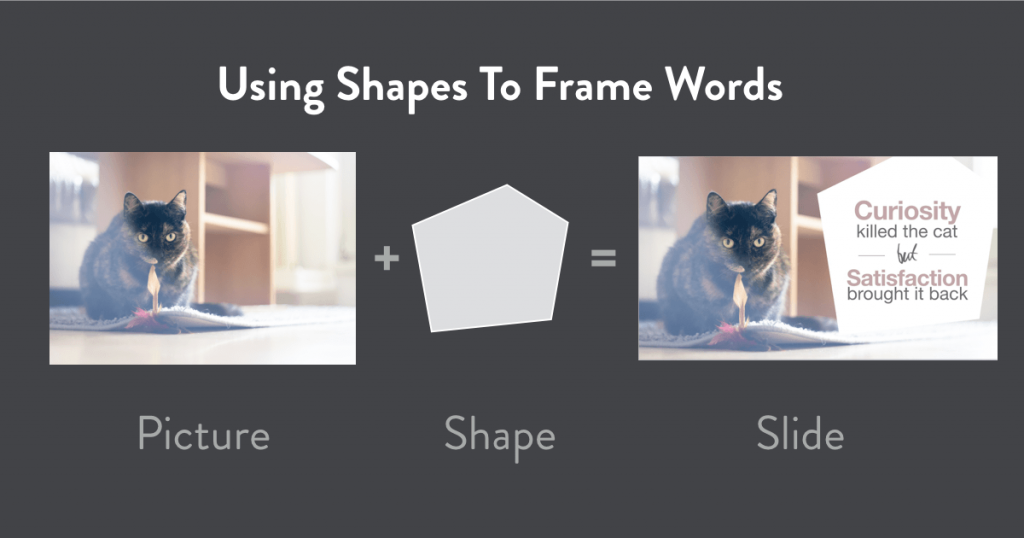 Using Shapes To Frame Words
+
=
Curiosity
killed the cat
but
Satisfaction
brought it back
Picture
Shape
Slide